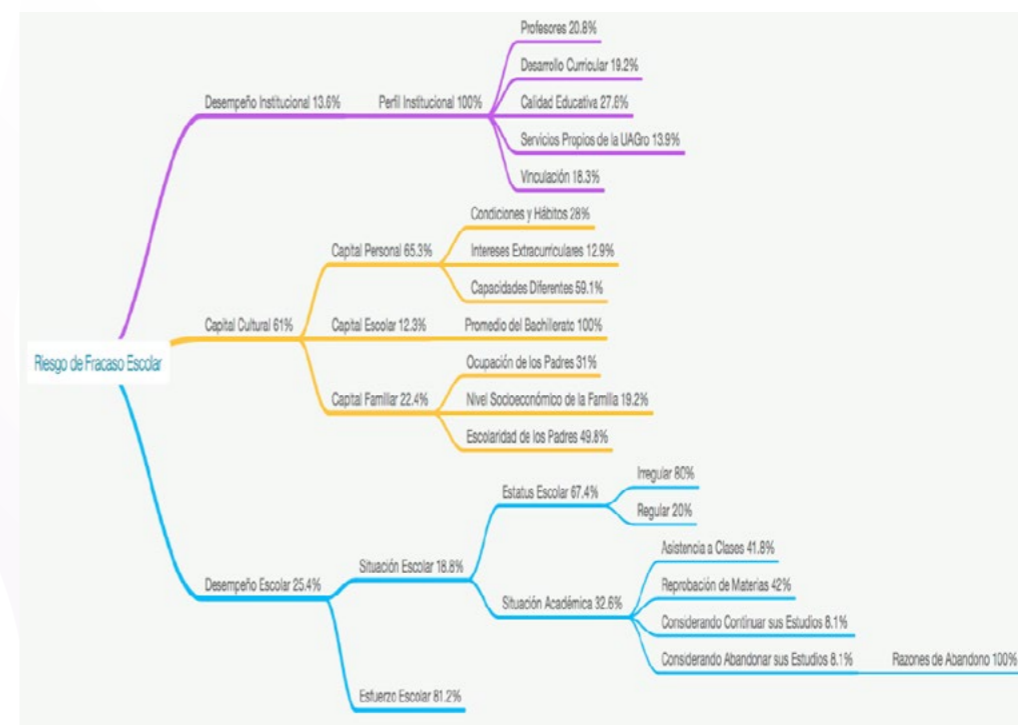 Riesgo de Fracaso Escolar
Desempeño Institucional 13.6%
Perfil Institucional 100%
Profesores 20.8%
Desarrollo Curricular 19.2%
Calidad Educativa 27.8%
Servicios Propios de la UAGro 13.9%
Vinculación 18.3%
Capital Cultural 61%
Capital Personal 65.3%
Condiciones y Hábitos 28%
Intereses Extracurriculares 12.9%
Capacidades Diferentes 59.1%
Capital Escolar 12.3%
Promedio del Bachillerato 100%
Capital Familiar 22.4%
Ocupación de los Padres 31%
Nivel Socioeconómico de la Familia 19.2%
Escolaridad de los Padres 49.8%
Desempeño Escolar 25.4%
Situación Escolar 18.8%
Estatus Escolar 67.4%
Irregular 80%
Regular 20%
Situación Académica 32.6%
Asistencia a Clases 41.8%
Reprobación de Materias 42%
Considerando Continuar sus Estudios 8.1%
Considerando Abandonar sus Estudios 8.1%
Razones de Abandono 100%
Esfuerzo Escolar 81.2%